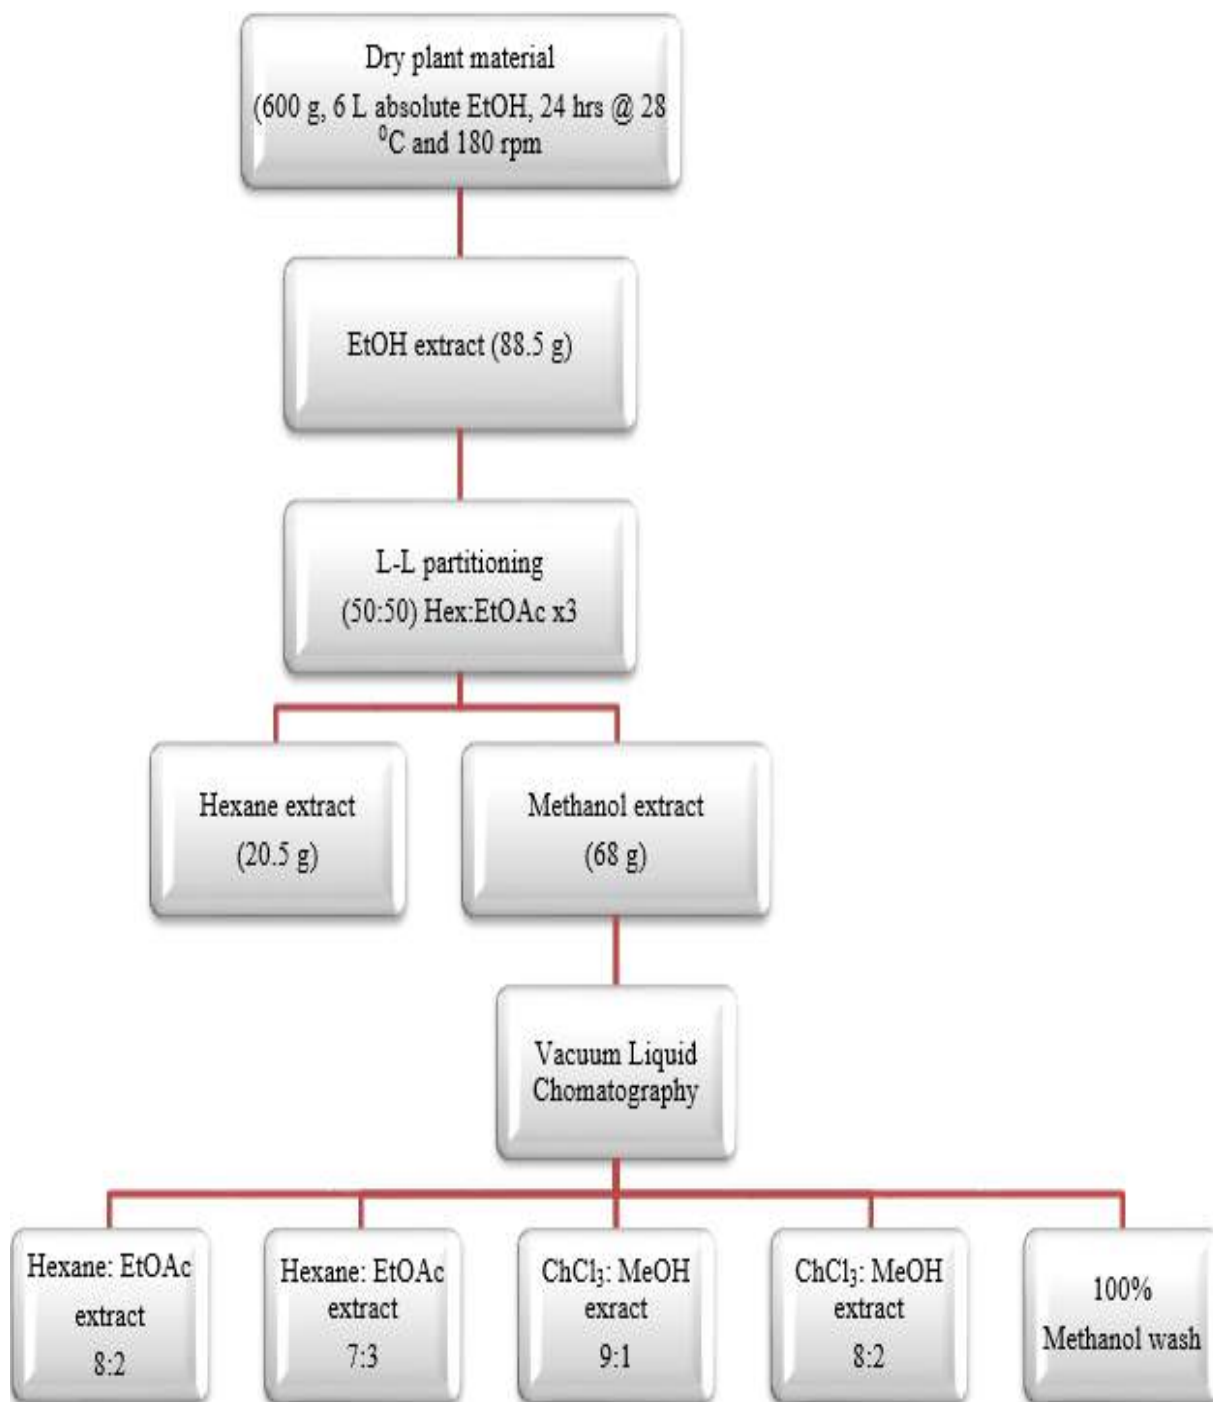 Dry plant material
(600 g, 6 L absolute EtOH, 24 hrs @ 28
⁰C and 180 rpm
EtOH extract (88.5 g)
L-L partitioning
(50:50) Hex:EtOAc x3
Hexane extract
(20.5 g)
Methanol extract
(68 g)
Vacuum Liquid
Chomatography
Hexane: EtOAc
extract
8:2
Hexane: EtOAc
extract
7:3
ChCl₃: MeOH
exract
9:1
ChCl₃: MeOH
extract
8:2
100%
Methanol wash